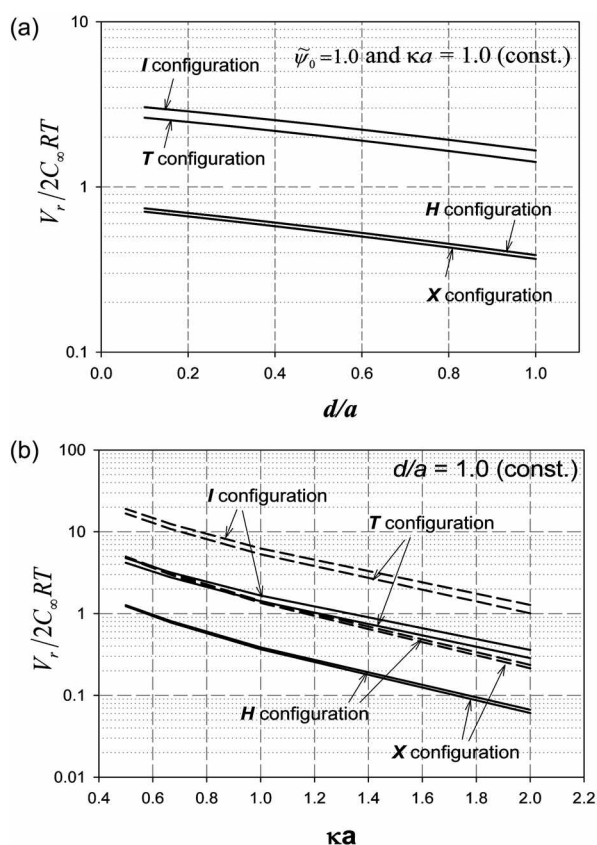 (a)
10
I configuration
ψ̃₀ =1.0 and κa = 1.0 (const.)
T configuration
Vᵣ/2C∞RT
1
H configuration
X configuration
0.1
0.0 0.2 0.4 0.6 0.8 1.0
d/a
(b)
100
d/a = 1.0 (const.)
I configuration
T configuration
10
Vᵣ/2C∞RT
1
0.1
H configuration
X configuration
0.01
0.4 0.6 0.8 1.0 1.2 1.4 1.6 1.8 2.0 2.2
κa